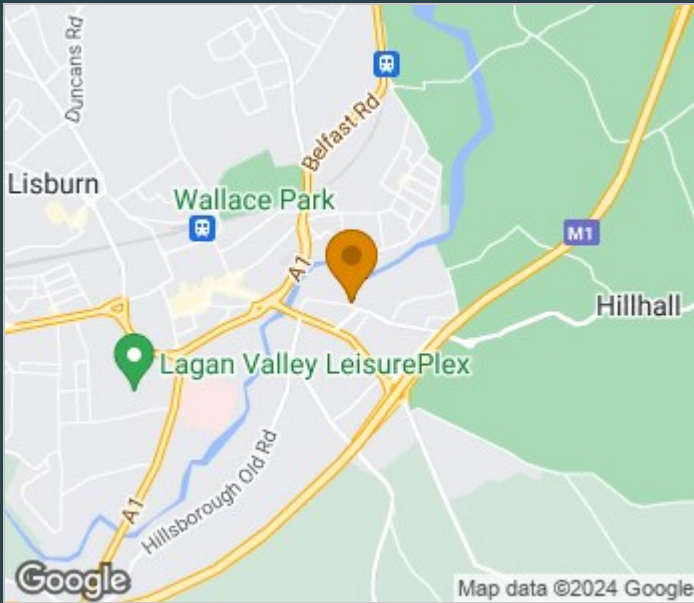 Duncans Rd
Belfast Rd
Lisburn
Wallace Park
M1
A1
Hillhall
Lagan Valley LeisurePlex
Hillsborough Old Rd
A1
Google
Map data ©2024 Google